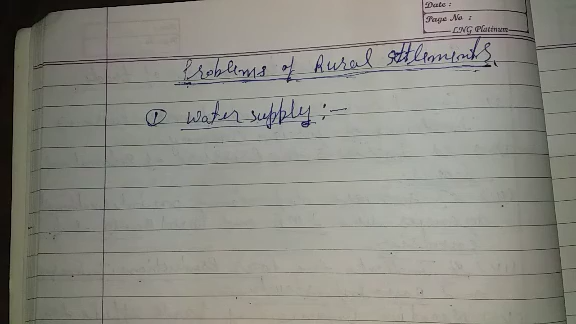 Date :
Page No :
LNG Platinum
Problems of Rural settlements
① Water supply :-